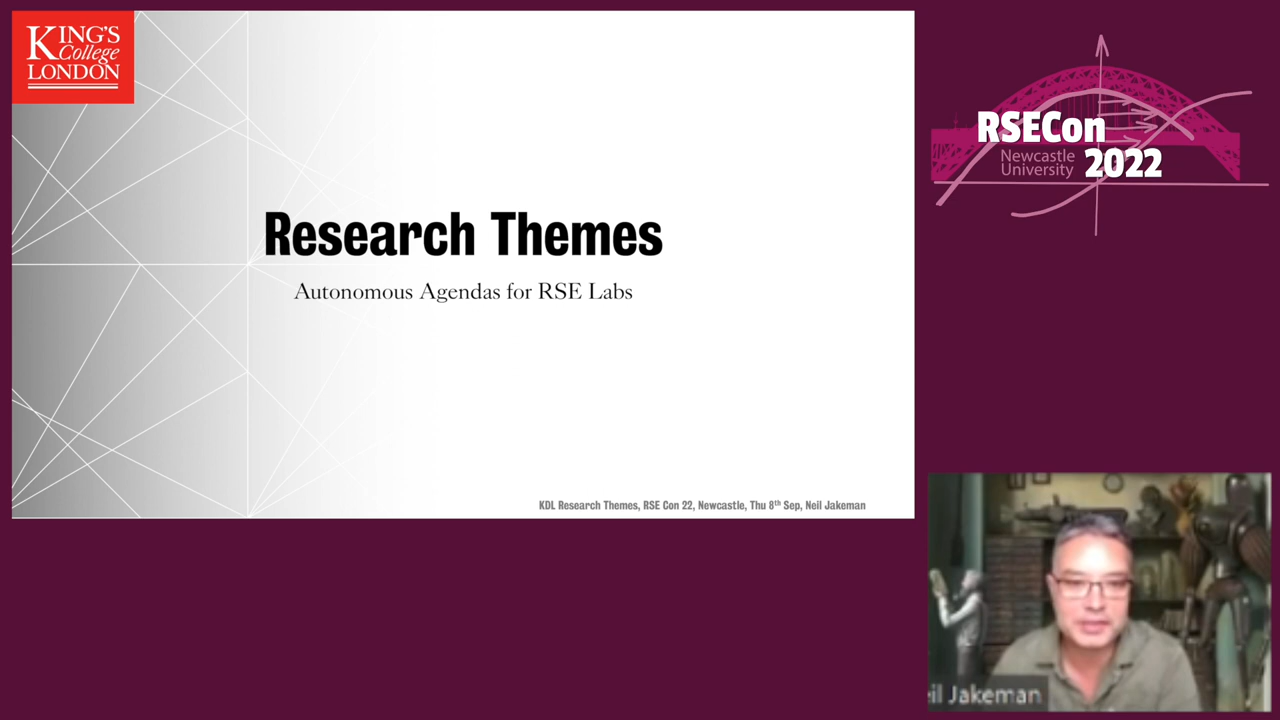 KING'S
College
LONDON
Research Themes
Autonomous Agendas for RSE Labs
KDL Research Themes, RSE Con 22, Newcastle, Thu 8th Sep, Neil Jakeman
RSECon
Newcastle
University
2022
eil Jakeman